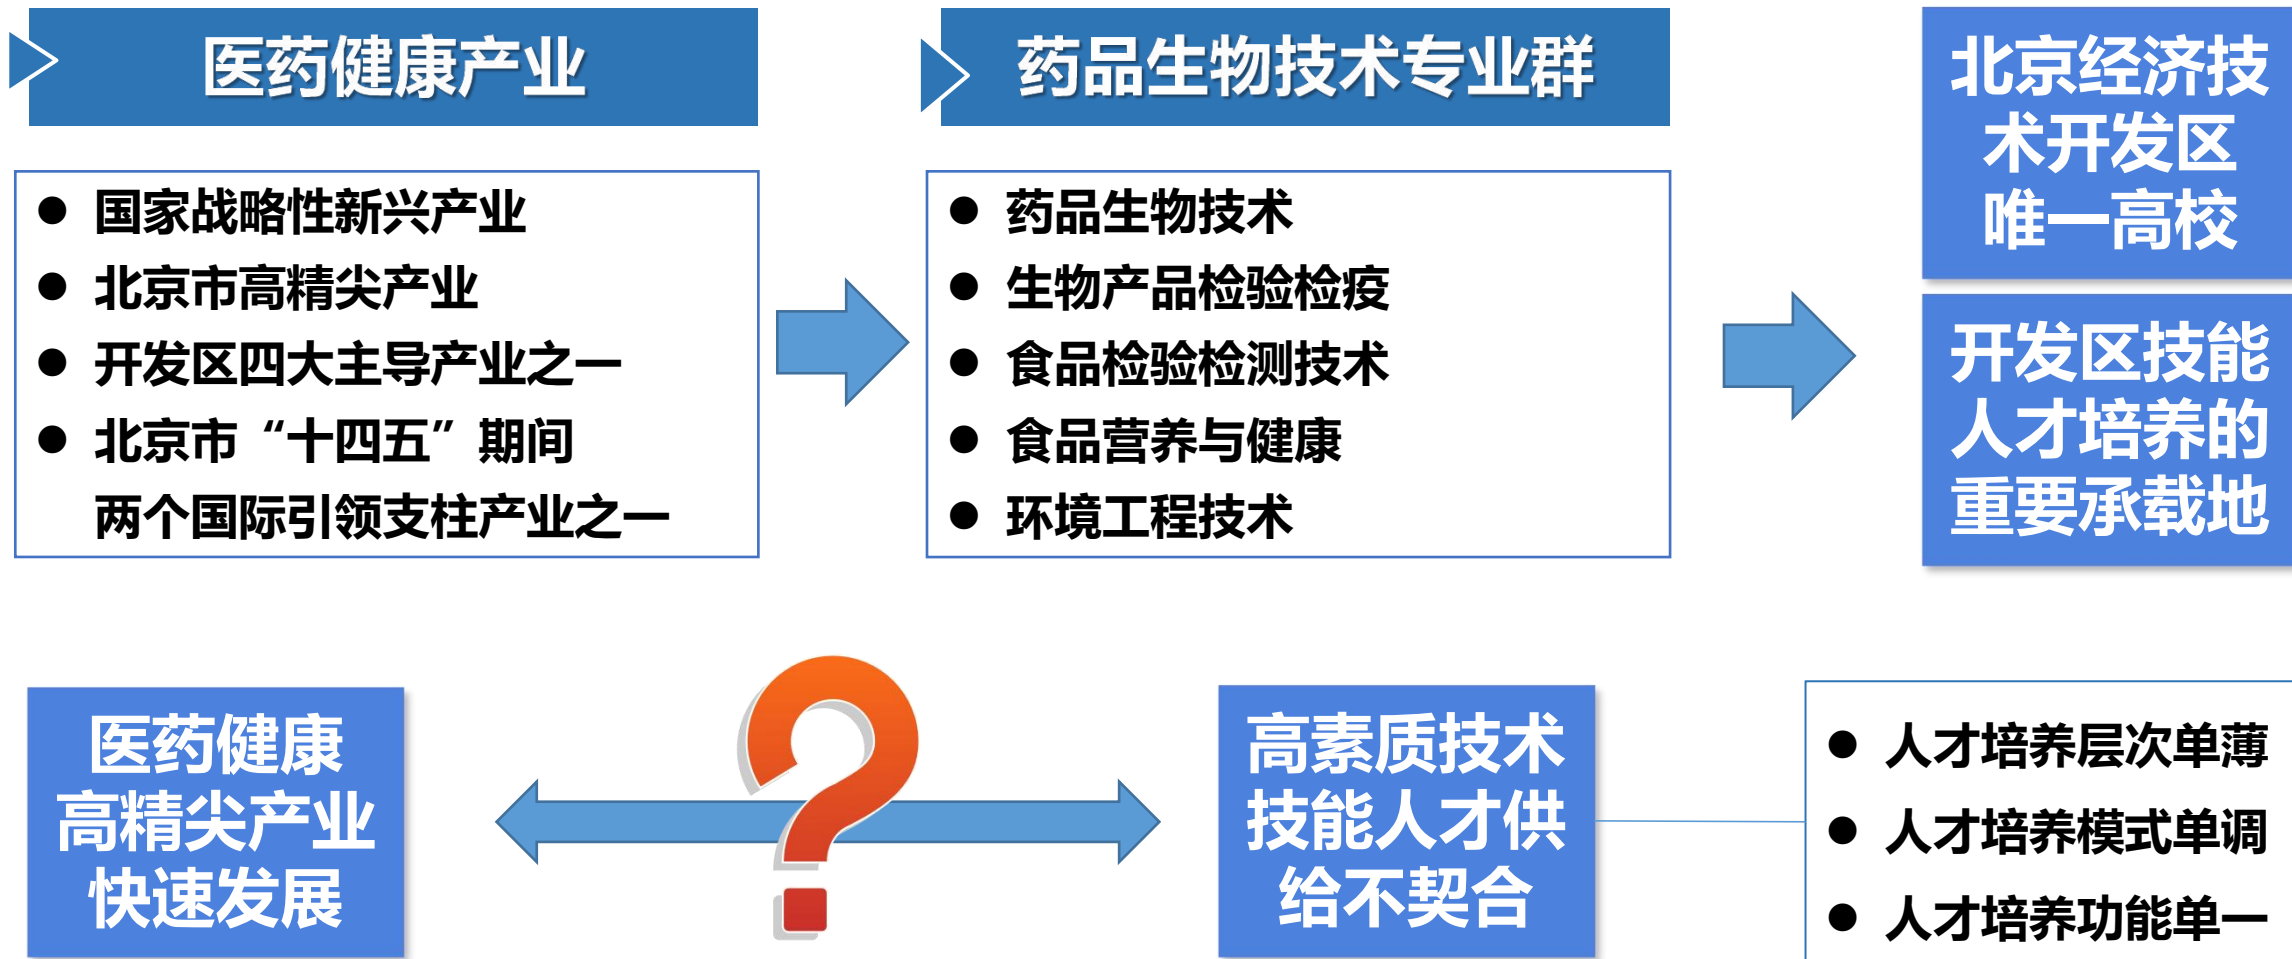 医药健康产业
国家战略性新兴产业
北京市高精尖产业
开发区四大主导产业之一
北京市“十四五”期间
两个国际引领支柱产业之一
药品生物技术专业群
药品生物技术
生物产品检验检疫
食品检验检测技术
食品营养与健康
环境工程技术
北京经济技
术开发区
唯一高校
开发区技能
人才培养的
重要承载地
医药健康
高精尖产业
快速发展
?
高素质技术
技能人才供
给不契合
人才培养层次单薄
人才培养模式单调
人才培养功能单一